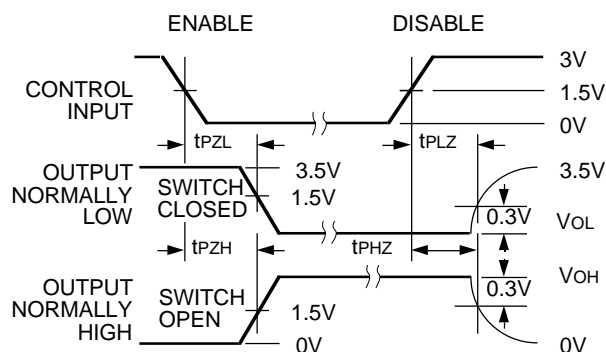 ENABLE
DISABLE
3V
CONTROL
INPUT
1.5V
0V
tPZL
tPLZ
OUTPUT
NORMALLY
LOW
SWITCH
CLOSED
3.5V
1.5V
3.5V
0.3V
VOL
tPZH
tPHZ
VOH
0.3V
OUTPUT
NORMALLY
HIGH
SWITCH
OPEN
1.5V
0V
0V